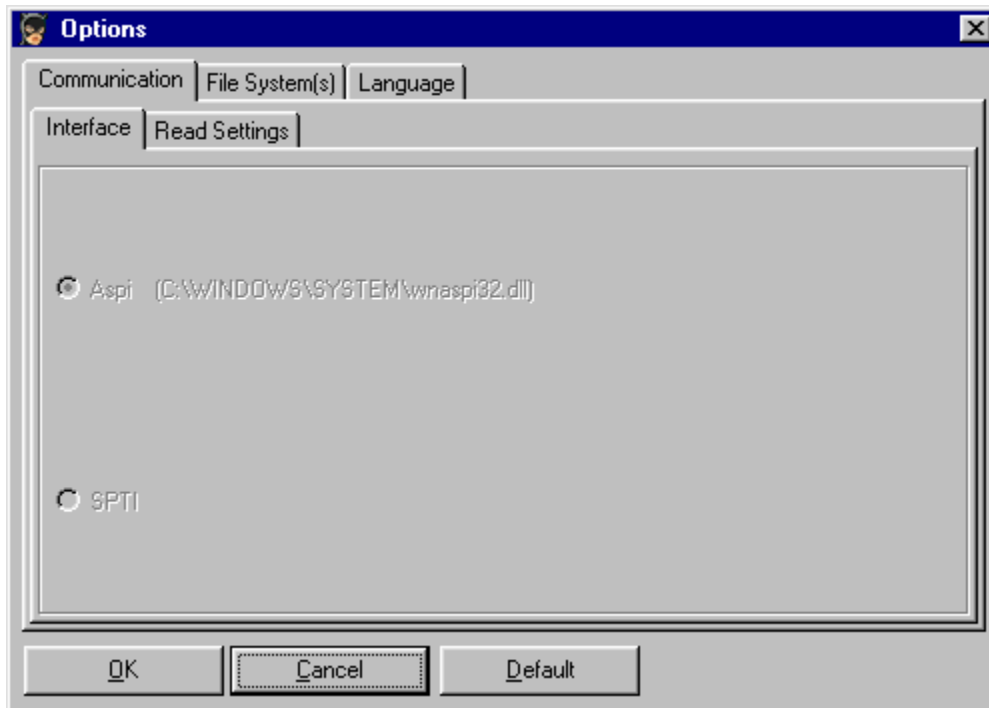 Options
Communication File System(s) Language
Interface Read Settings
Aspi (C:\WINDOWS\SYSTEM\wnaspi32.dll)
SPTI
OK Cancel Default